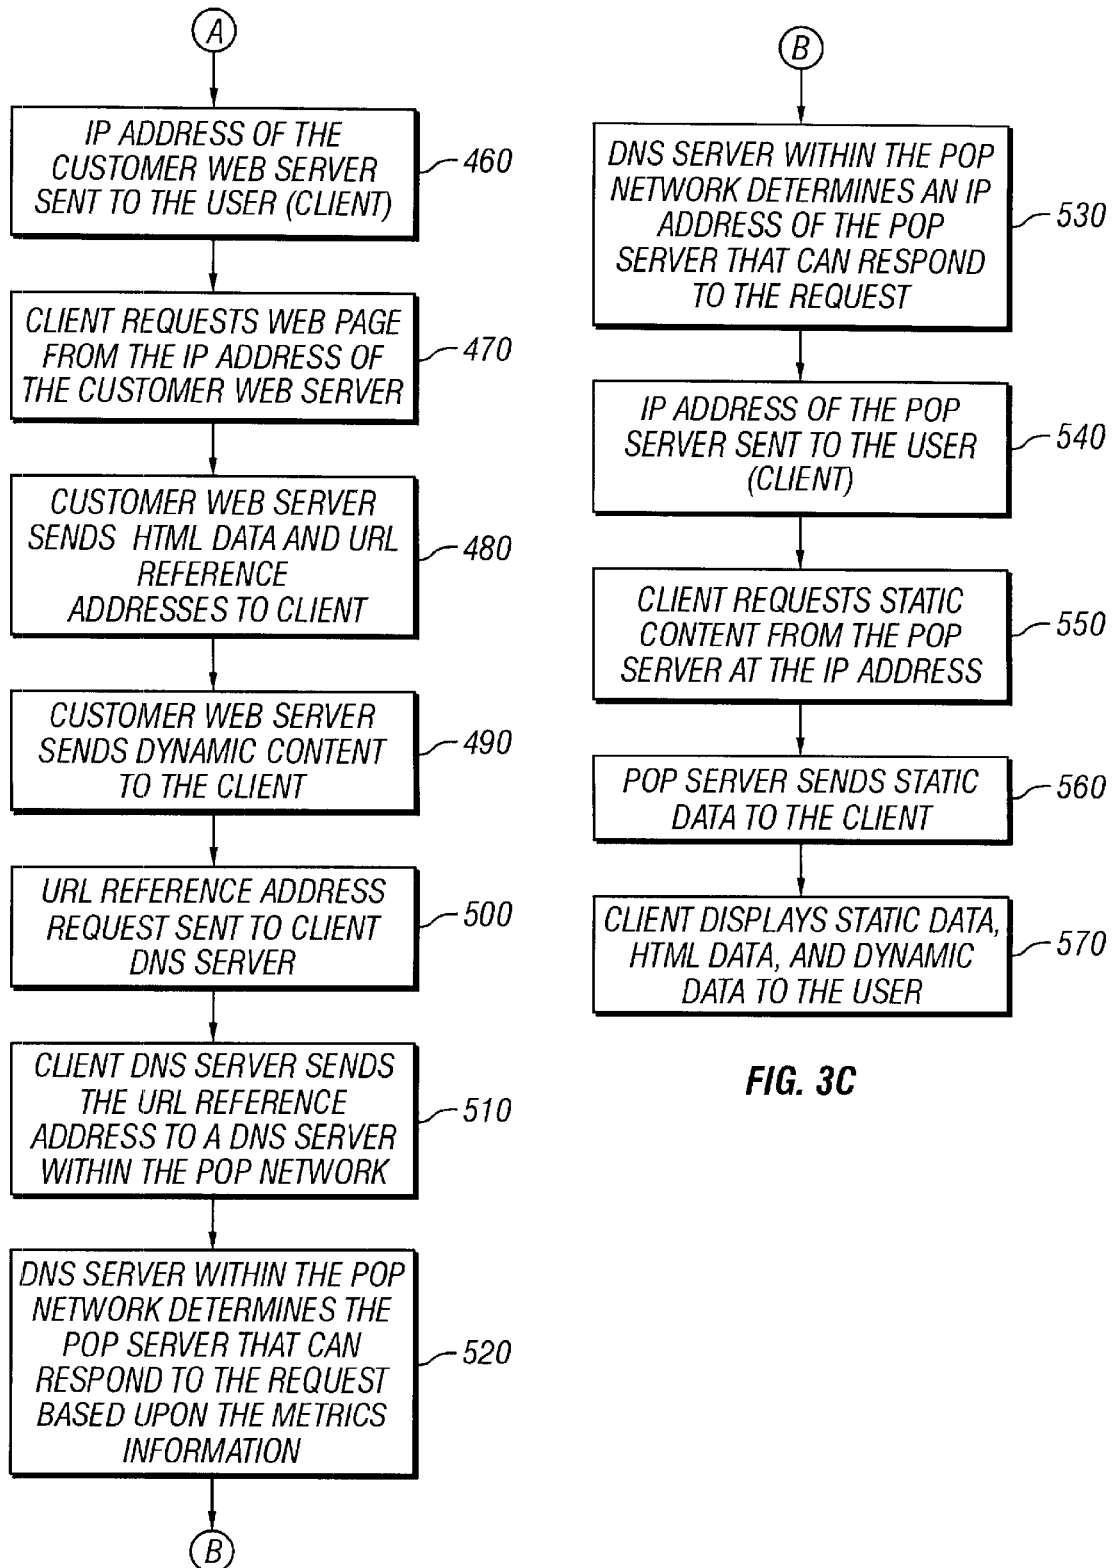 A
IP ADDRESS OF THE
CUSTOMER WEB SERVER
SENT TO THE USER (CLIENT)
460
CLIENT REQUESTS WEB PAGE
FROM THE IP ADDRESS OF
THE CUSTOMER WEB SERVER
470
CUSTOMER WEB SERVER
SENDS HTML DATA AND URL
REFERENCE
ADDRESSES TO CLIENT
480
CUSTOMER WEB SERVER
SENDS DYNAMIC CONTENT
TO THE CLIENT
490
URL REFERENCE ADDRESS
REQUEST SENT TO CLIENT
DNS SERVER
500
CLIENT DNS SERVER SENDS
THE URL REFERENCE
ADDRESS TO A DNS SERVER
WITHIN THE POP NETWORK
510
DNS SERVER WITHIN THE POP
NETWORK DETERMINES THE
POP SERVER THAT CAN
RESPOND TO THE REQUEST
BASED UPON THE METRICS
INFORMATION
520
B
B
DNS SERVER WITHIN THE POP
NETWORK DETERMINES AN IP
ADDRESS OF THE POP
SERVER THAT CAN RESPOND
TO THE REQUEST
530
IP ADDRESS OF THE POP
SERVER SENT TO THE USER
(CLIENT)
540
CLIENT REQUESTS STATIC
CONTENT FROM THE POP
SERVER AT THE IP ADDRESS
550
POP SERVER SENDS STATIC
DATA TO THE CLIENT
560
CLIENT DISPLAYS STATIC DATA,
HTML DATA, AND DYNAMIC
DATA TO THE USER
570
FIG. 3C